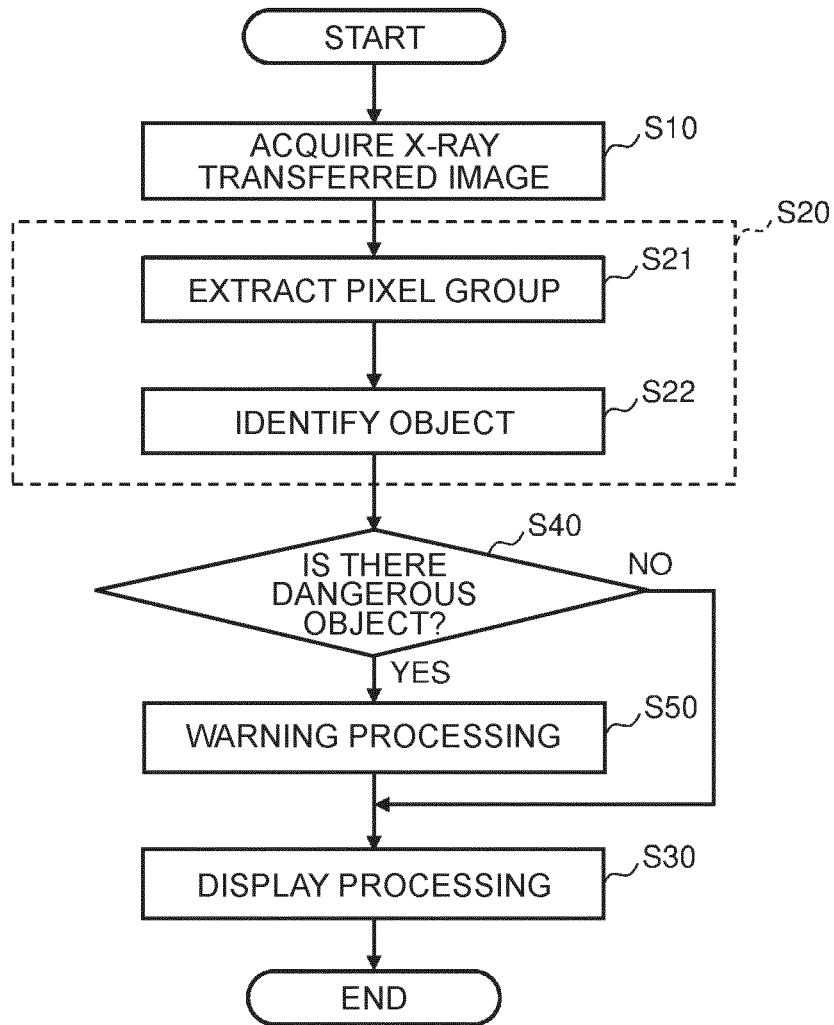 START
ACQUIRE X-RAY
TRANSFERRED IMAGE
S10
S20
EXTRACT PIXEL GROUP
S21
IDENTIFY OBJECT
S22
IS THERE
DANGEROUS
OBJECT?
S40
NO
YES
WARNING PROCESSING
S50
DISPLAY PROCESSING
S30
END